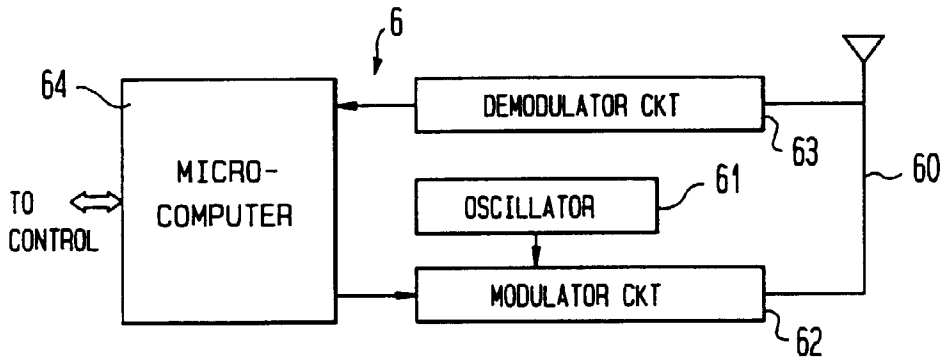 6
64
DEMODULATOR CKT
63
MICRO-
COMPUTER
TO
CONTROL
61
OSCILLATOR
60
MODULATOR CKT
62